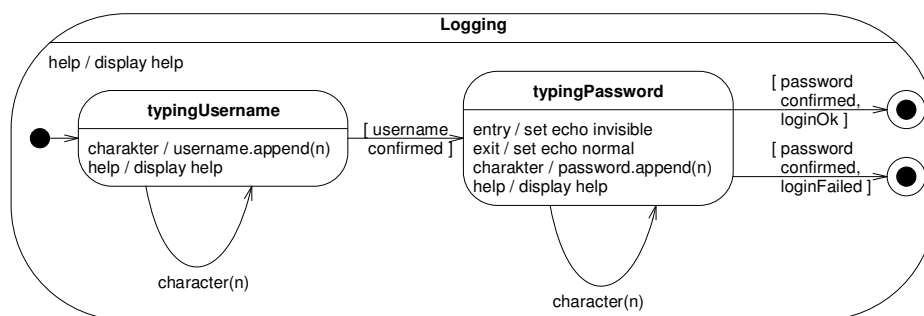 Logging
help / display help
typingUsername
charakter / username.append(n)
help / display help
character(n)
[ username
confirmed ]
typingPassword
entry / set echo invisible
exit / set echo normal
charakter / password.append(n)
help / display help
character(n)
[ password
confirmed,
loginOk ]
[ password
confirmed,
loginFailed ]